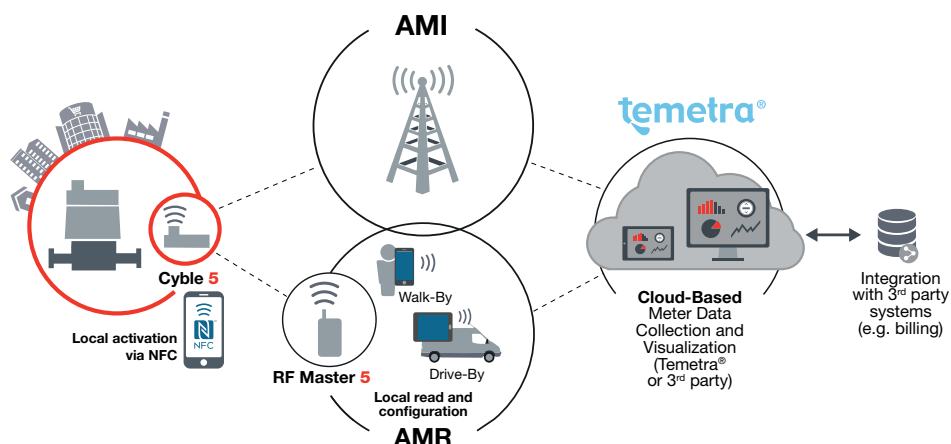 AMI
temetra®
Cyble 5
NFC
Local activation
via NFC
Walk-By
Drive-By
RF Master 5
Local read and
configuration
AMR
Cloud-Based
Meter Data
Collection and
Visualization
(Temetra®
or 3rd party)
Integration
with 3rd party
systems
(e.g. billing)